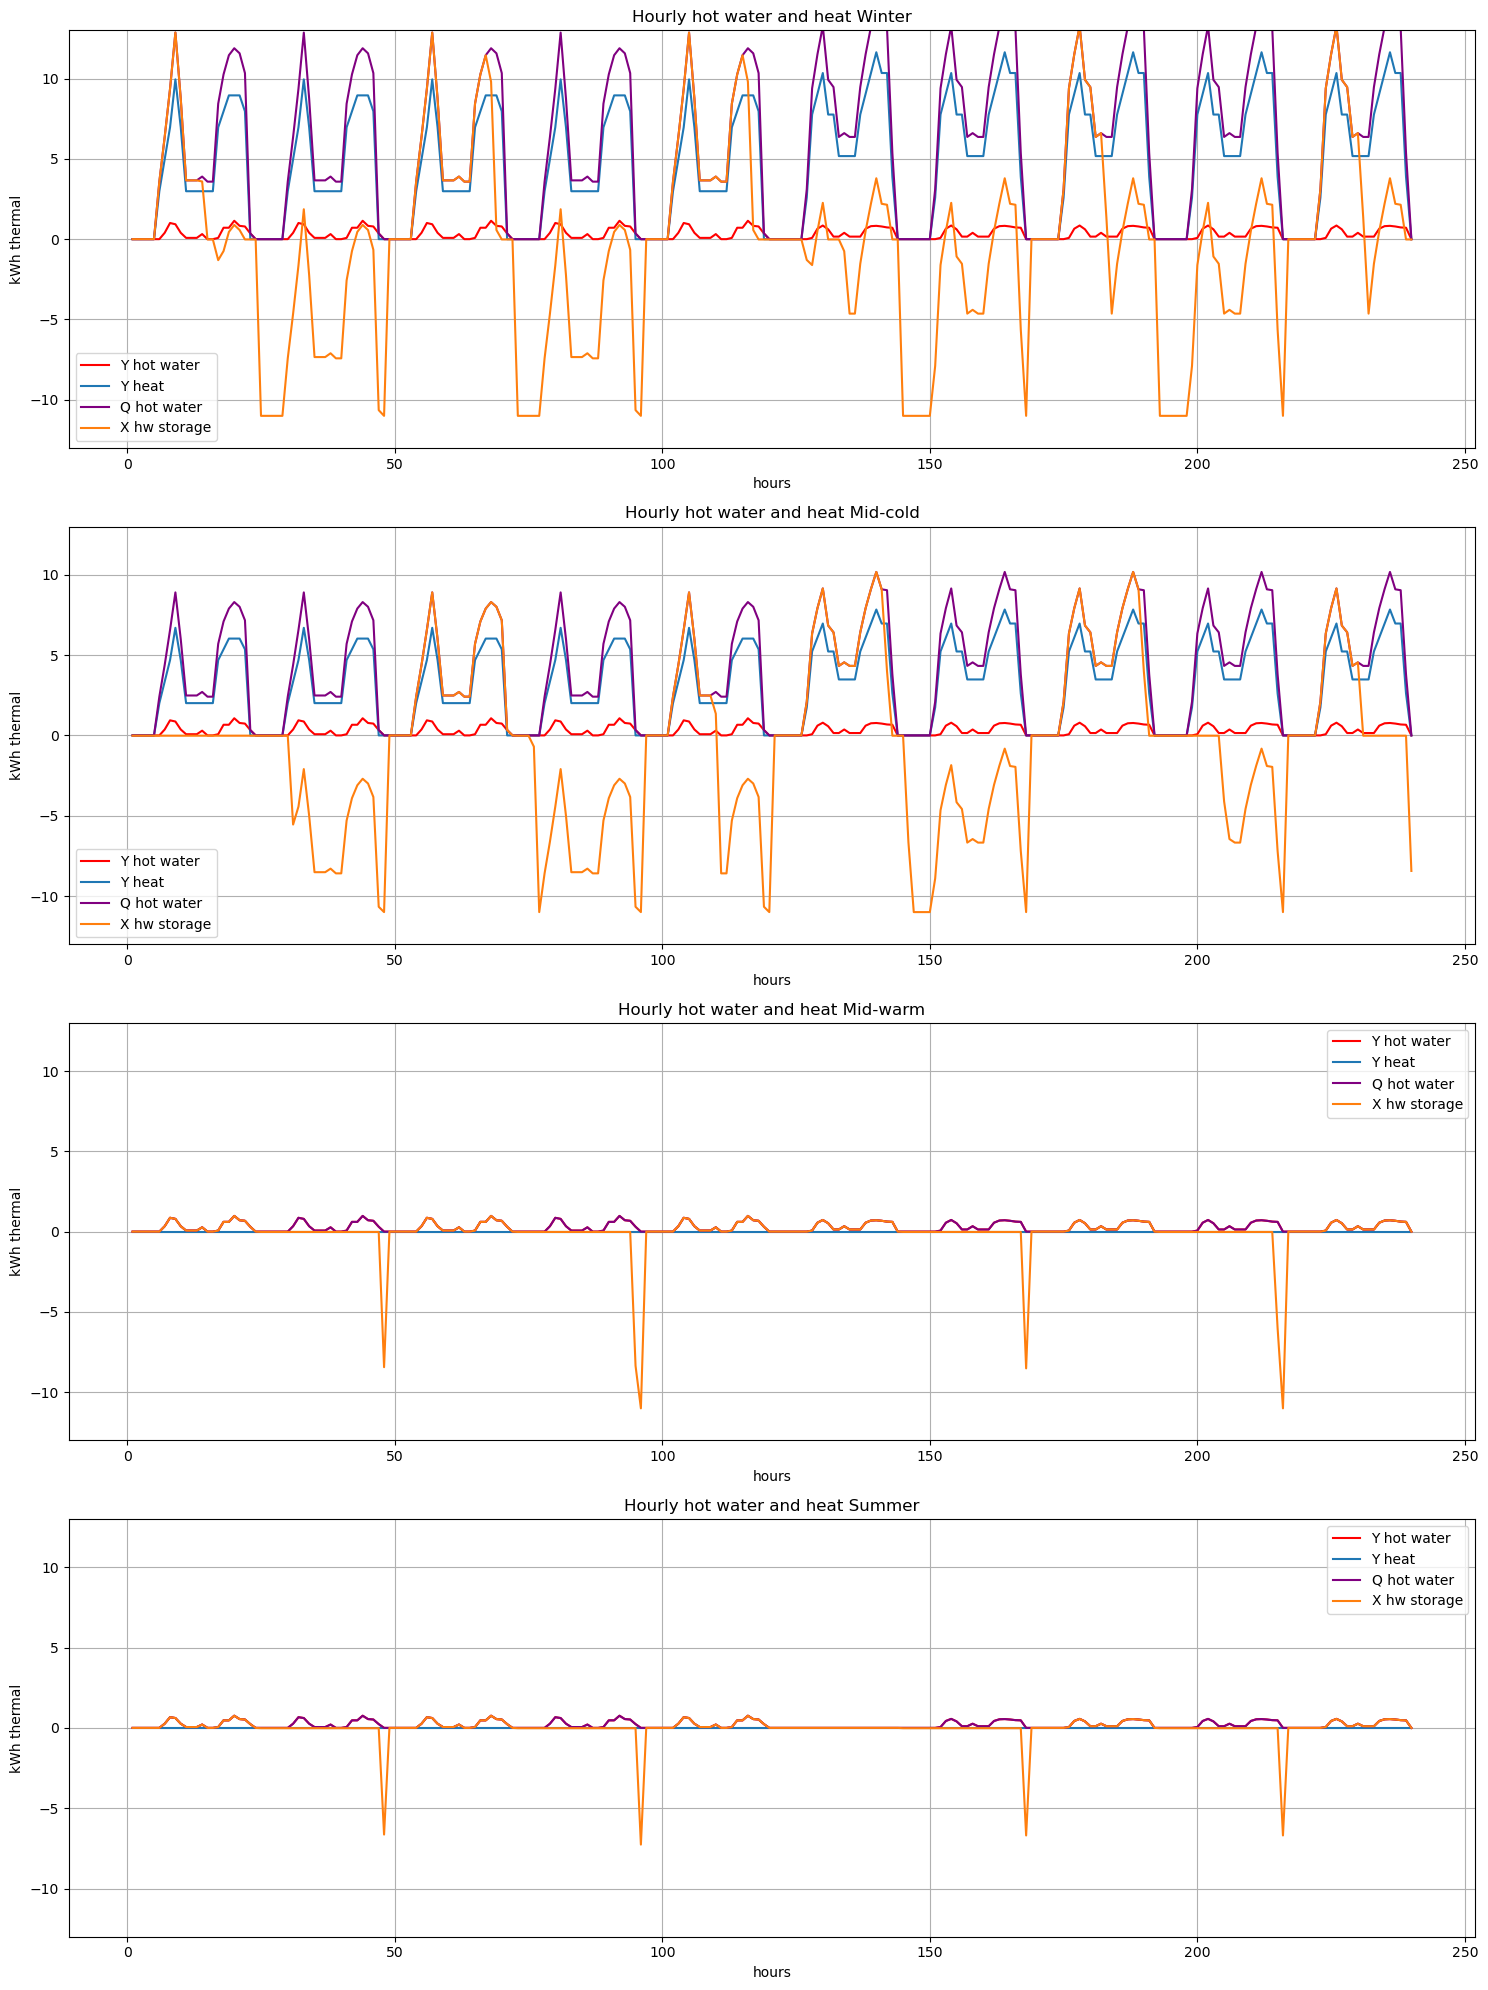 Hourly hot water and heat Winter
kWh thermal
10
5
0
−5
−10
Y hot water
Y heat
Q hot water
X hw storage
0 50 100 150 200 250
hours
Hourly hot water and heat Mid-cold
kWh thermal
10
5
0
−5
−10
Y hot water
Y heat
Q hot water
X hw storage
0 50 100 150 200 250
hours
Hourly hot water and heat Mid-warm
kWh thermal
10
5
0
−5
−10
Y hot water
Y heat
Q hot water
X hw storage
0 50 100 150 200 250
hours
Hourly hot water and heat Summer
kWh thermal
10
5
0
−5
−10
Y hot water
Y heat
Q hot water
X hw storage
0 50 100 150 200 250
hours